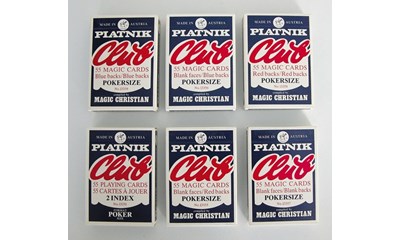 MADE IN AUSTRIA
PIATNIK
Club
55 MAGIC CARDS
Blue backs/Blue backs
POKERSIZE
MAGIC CHRISTIAN
MADE IN AUSTRIA
PIATNIK
Club
55 MAGIC CARDS
Blank faces/Blue backs
POKERSIZE
MAGIC CHRISTIAN
MADE IN AUSTRIA
PIATNIK
Club
55 MAGIC CARDS
Red backs/Red backs
POKERSIZE
MAGIC CHRISTIAN
MADE IN AUSTRIA
PIATNIK
Club
55 PLAYING CARDS
55 CARTES A JOUER
2 INDEX
POKER
MADE IN AUSTRIA
PIATNIK
Club
55 MAGIC CARDS
Blank faces/Blank backs
POKERSIZE
MAGIC CHRISTIAN
MADE IN AUSTRIA
PIATNIK
Club
55 MAGIC CARDS
Blank faces/Blue backs
POKERSIZE
MAGIC CHRISTIAN